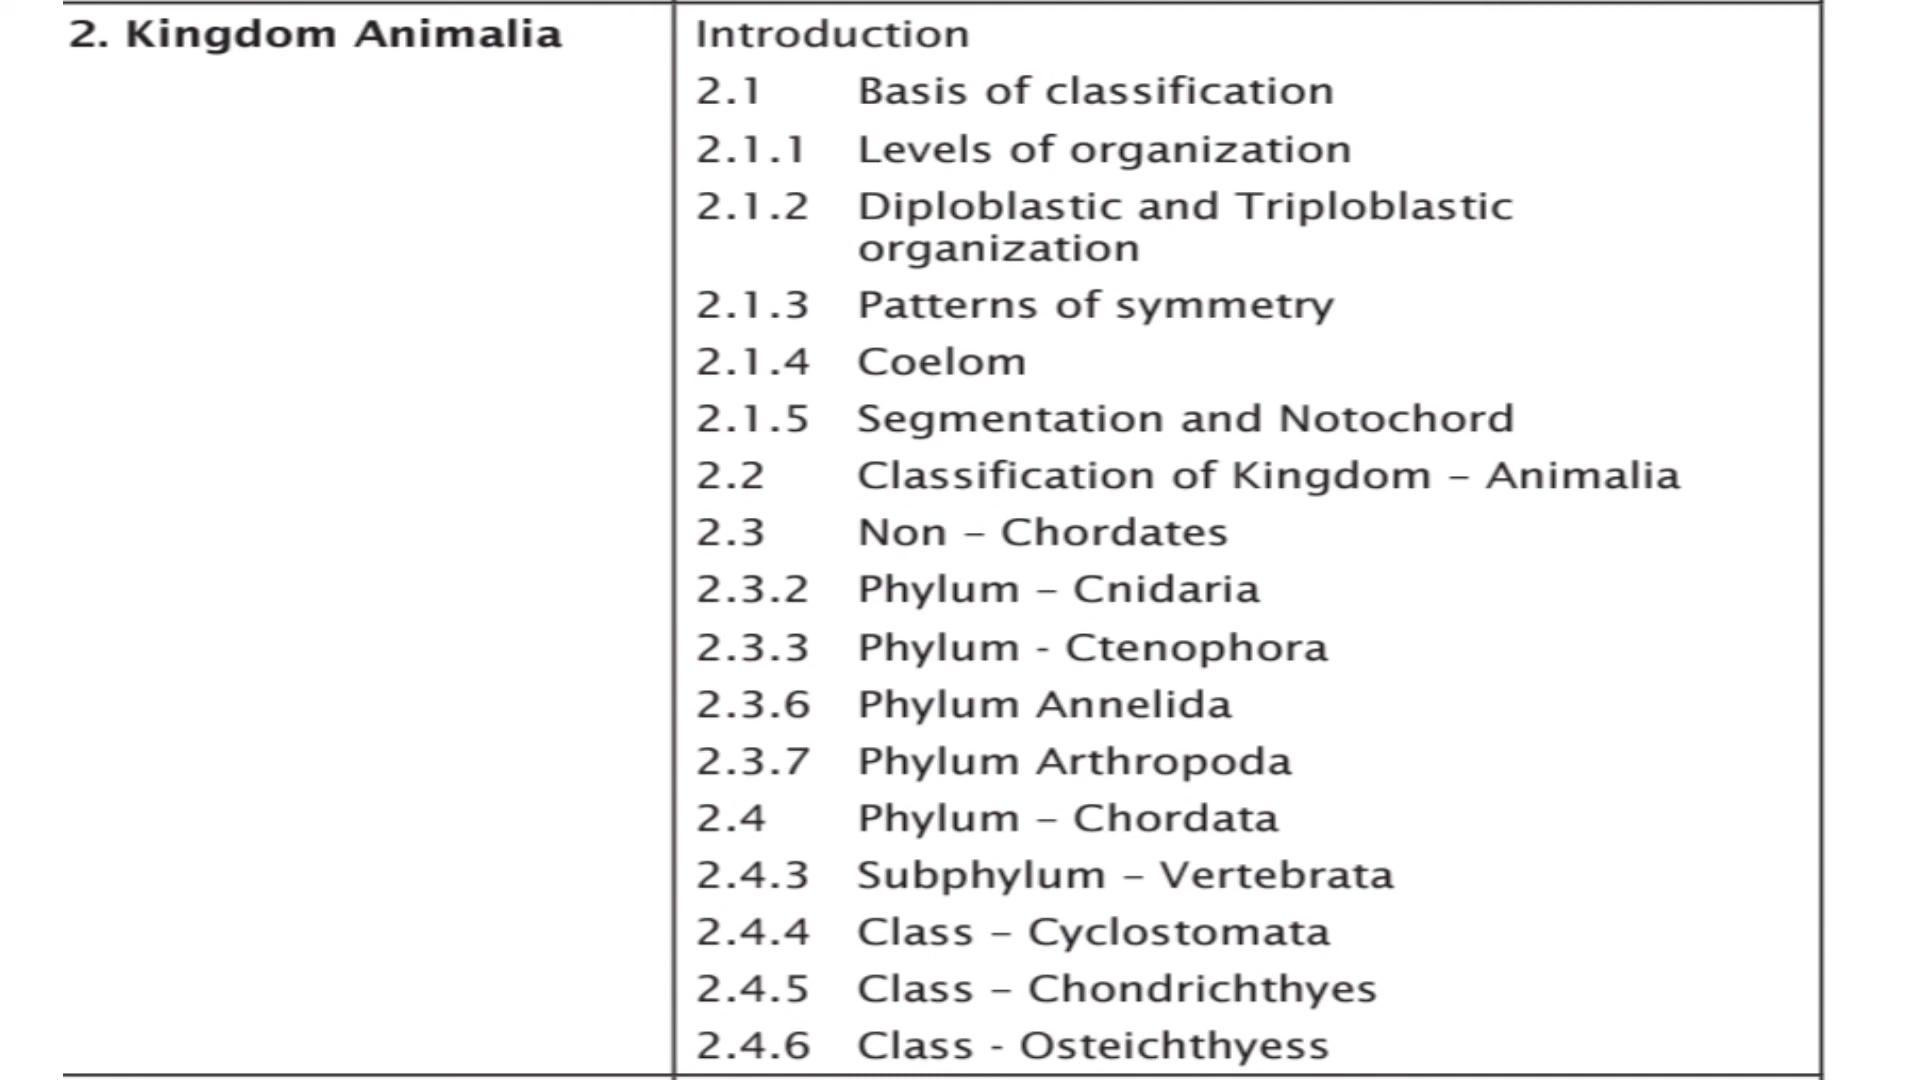 2. Kingdom Animalia
Introduction
2.1 Basis of classification
2.1.1 Levels of organization
2.1.2 Diploblastic and Triploblastic
organization
2.1.3 Patterns of symmetry
2.1.4 Coelom
2.1.5 Segmentation and Notochord
2.2 Classification of Kingdom – Animalia
2.3 Non – Chordates
2.3.2 Phylum – Cnidaria
2.3.3 Phylum - Ctenophora
2.3.6 Phylum Annelida
2.3.7 Phylum Arthropoda
2.4 Phylum – Chordata
2.4.3 Subphylum – Vertebrata
2.4.4 Class – Cyclostomata
2.4.5 Class – Chondrichthyes
2.4.6 Class - Osteichthyess